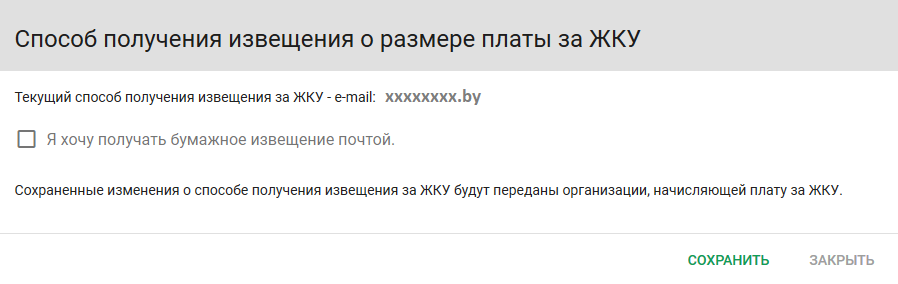 Способ получения извещения о размере платы за ЖКУ
Текущий способ получения извещения за ЖКУ - e-mail: xxxxxxxx.by
Я хочу получать бумажное извещение почтой.
Сохраненные изменения о способе получения извещения за ЖКУ будут переданы организации, начисляющей плату за ЖКУ.
СОХРАНИТЬ ЗАКРЫТЬ